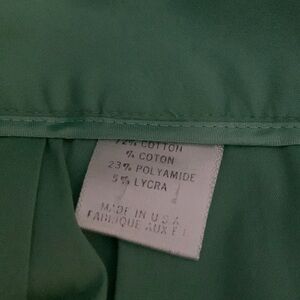 72% COTTON
% COTON
23% POLYAMIDE
5% LYCRA
MADE IN U.S.A.
FABRIQUE AUX E